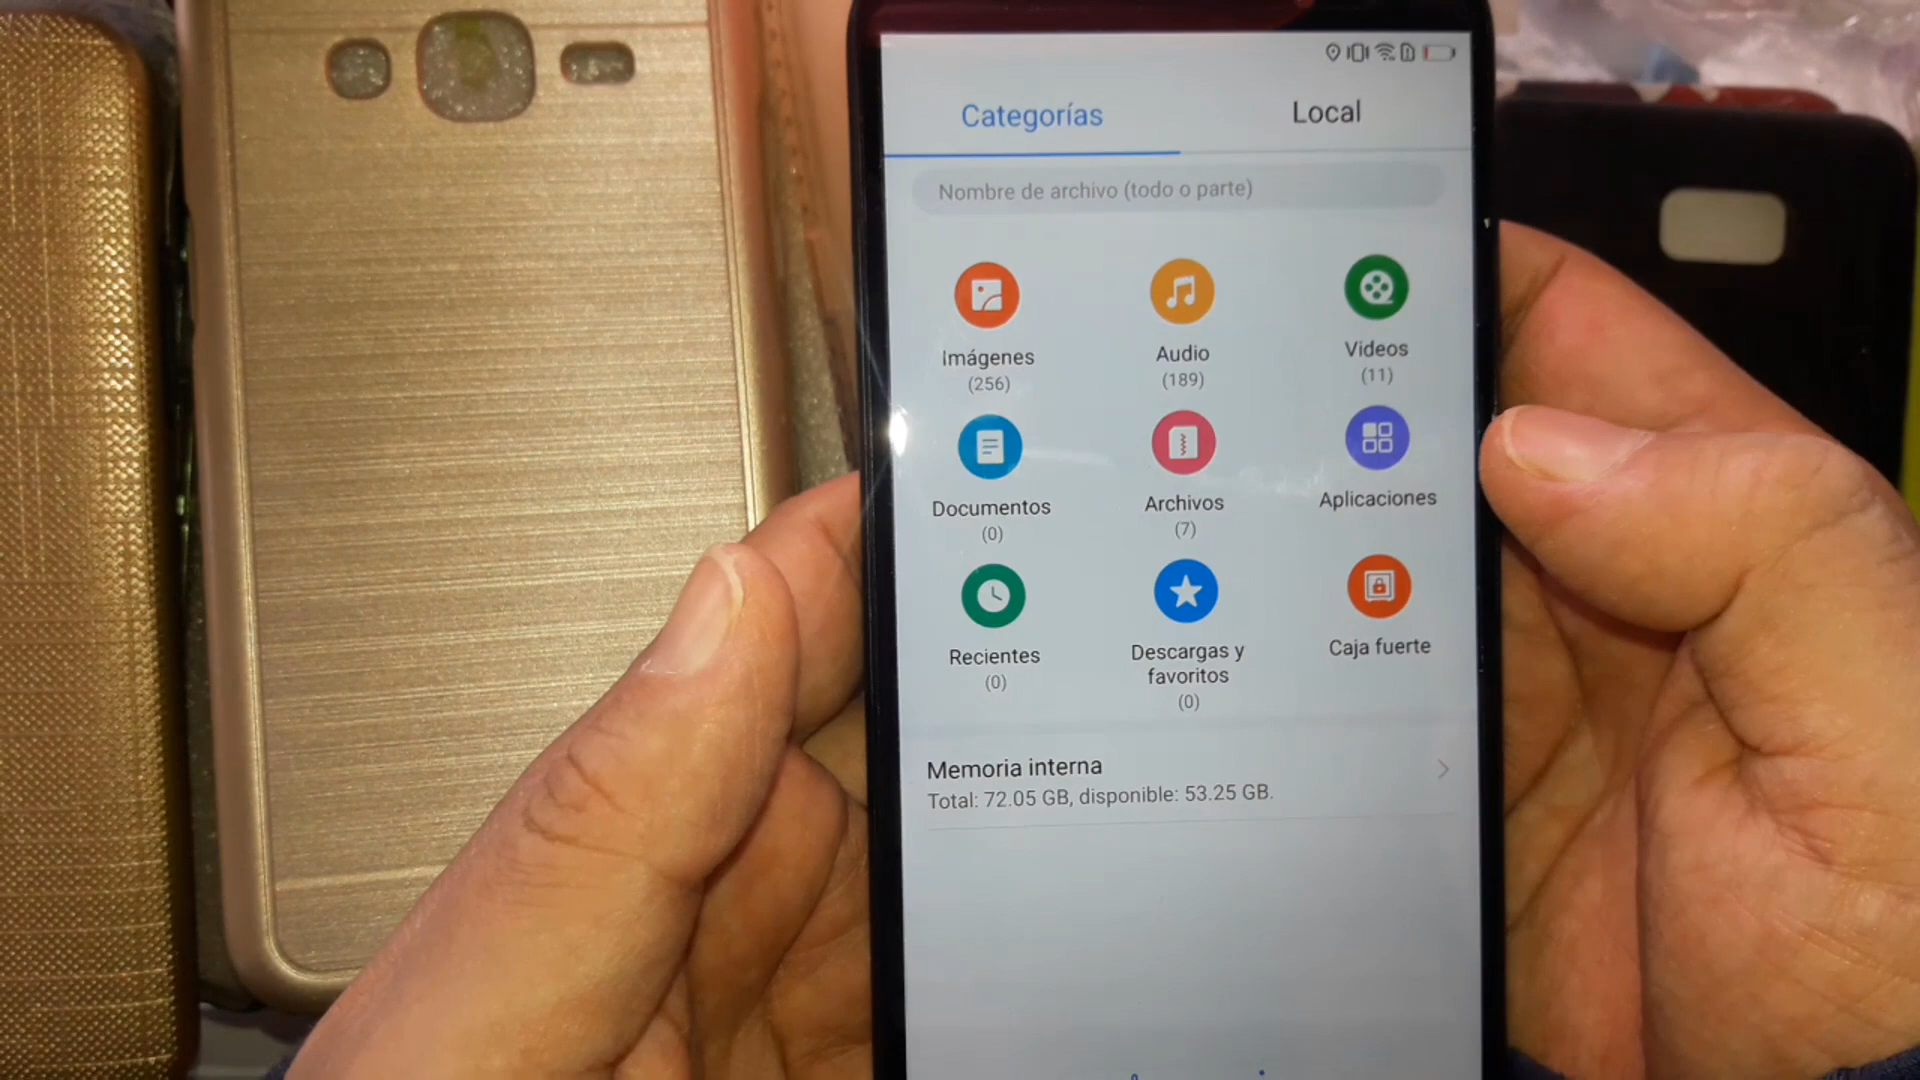 Categorías
Local
Nombre de archivo (todo o parte)
Imágenes
(256)
Audio
(189)
Videos
(11)
Documentos
(0)
Archivos
(7)
Aplicaciones
Recientes
(0)
Descargas y
favoritos
(0)
Caja fuerte
Memoria interna
Total: 72.05 GB, disponible: 53.25 GB.